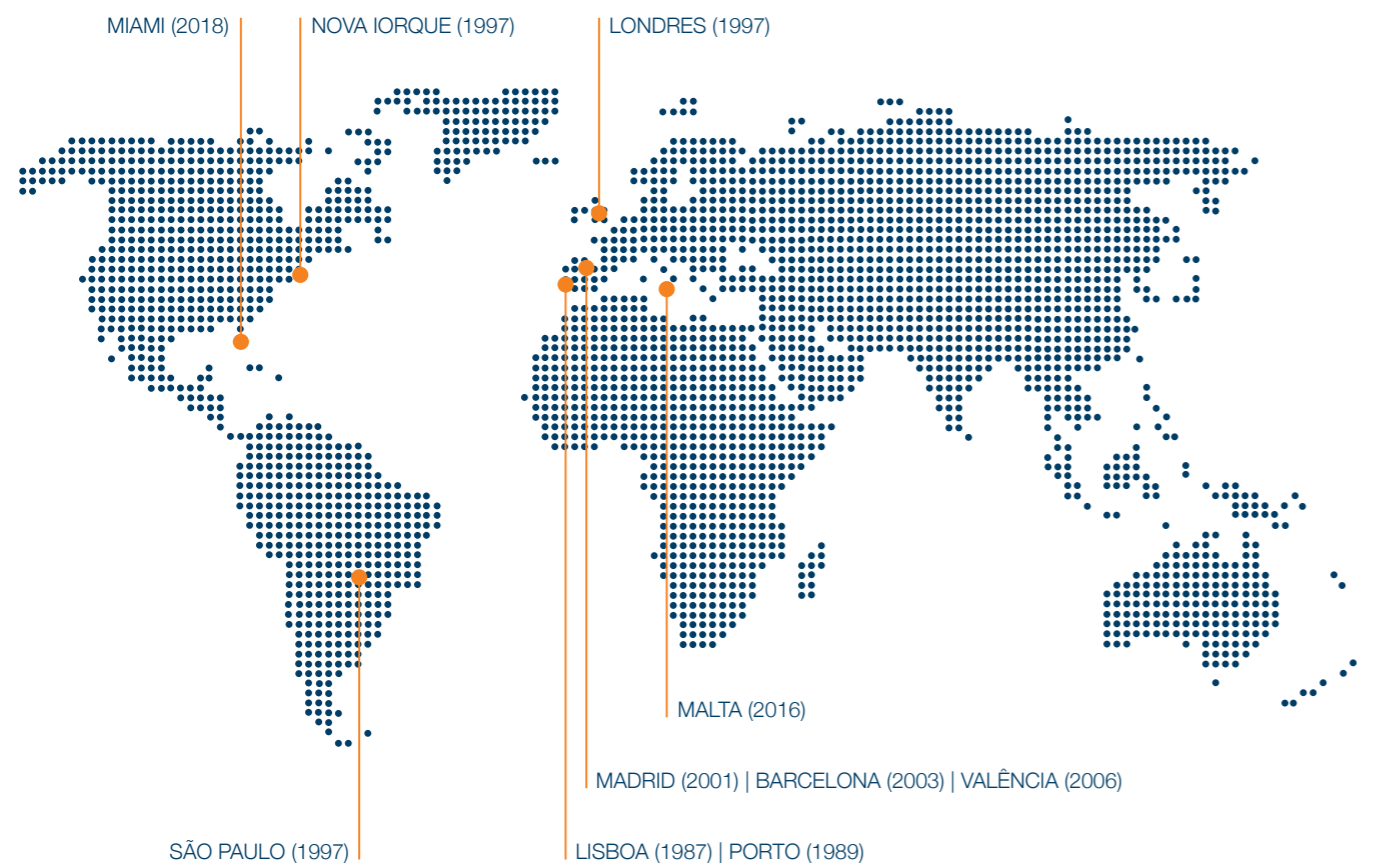 MIAMI (2018)
NOVA IORQUE (1997)
LONDRES (1997)
MALTA (2016)
MADRID (2001) | BARCELONA (2003) | VALÊNCIA (2006)
SÃO PAULO (1997)
LISBOA (1987) | PORTO (1989)